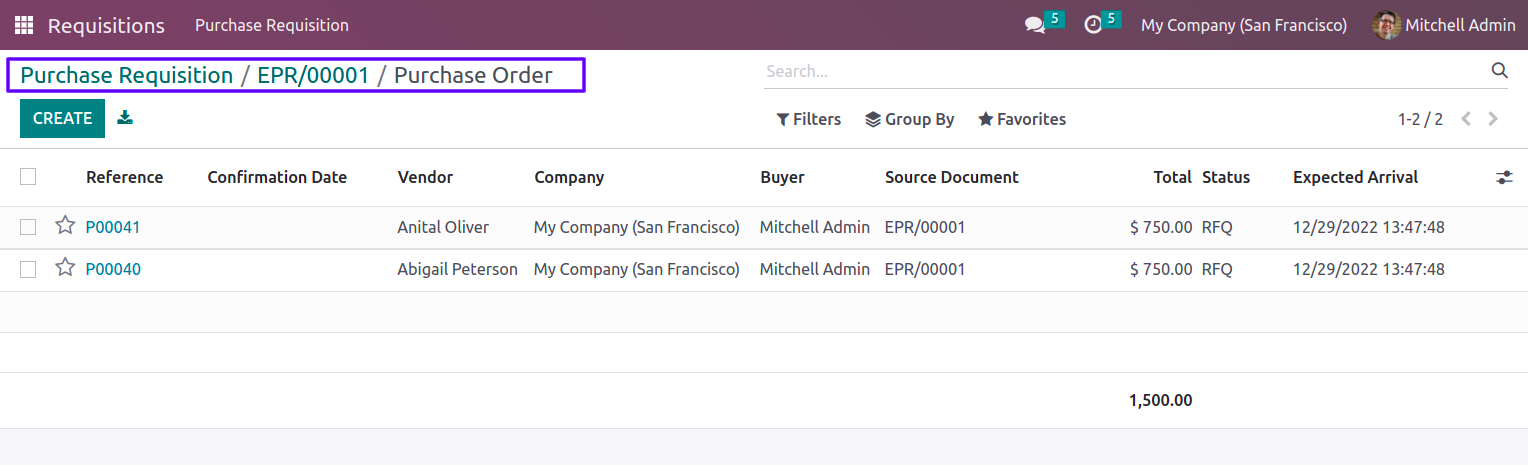 Requisitions Purchase Requisition 5 5 My Company (San Francisco) Mitchell Admin
Purchase Requisition / EPR/00001 / Purchase Order Search...
CREATE Filters Group By Favorites 1-2 / 2
Reference Confirmation Date Vendor Company Buyer Source Document Total Status Expected Arrival
P00041 Anital Oliver My Company (San Francisco) Mitchell Admin EPR/00001 $ 750.00 RFQ 12/29/2022 13:47:48
P00040 Abigail Peterson My Company (San Francisco) Mitchell Admin EPR/00001 $ 750.00 RFQ 12/29/2022 13:47:48
1,500.00